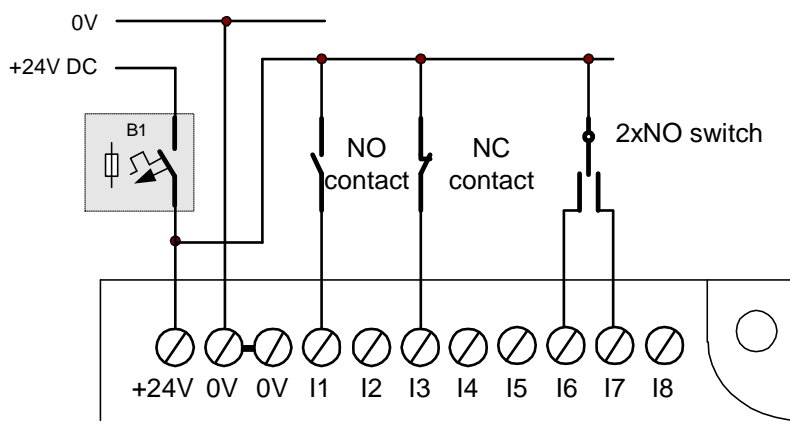 0V
+24V DC
B1
NO
contact
NC
contact
2xNO switch
+24V 0V 0V I1 I2 I3 I4 I5 I6 I7 I8